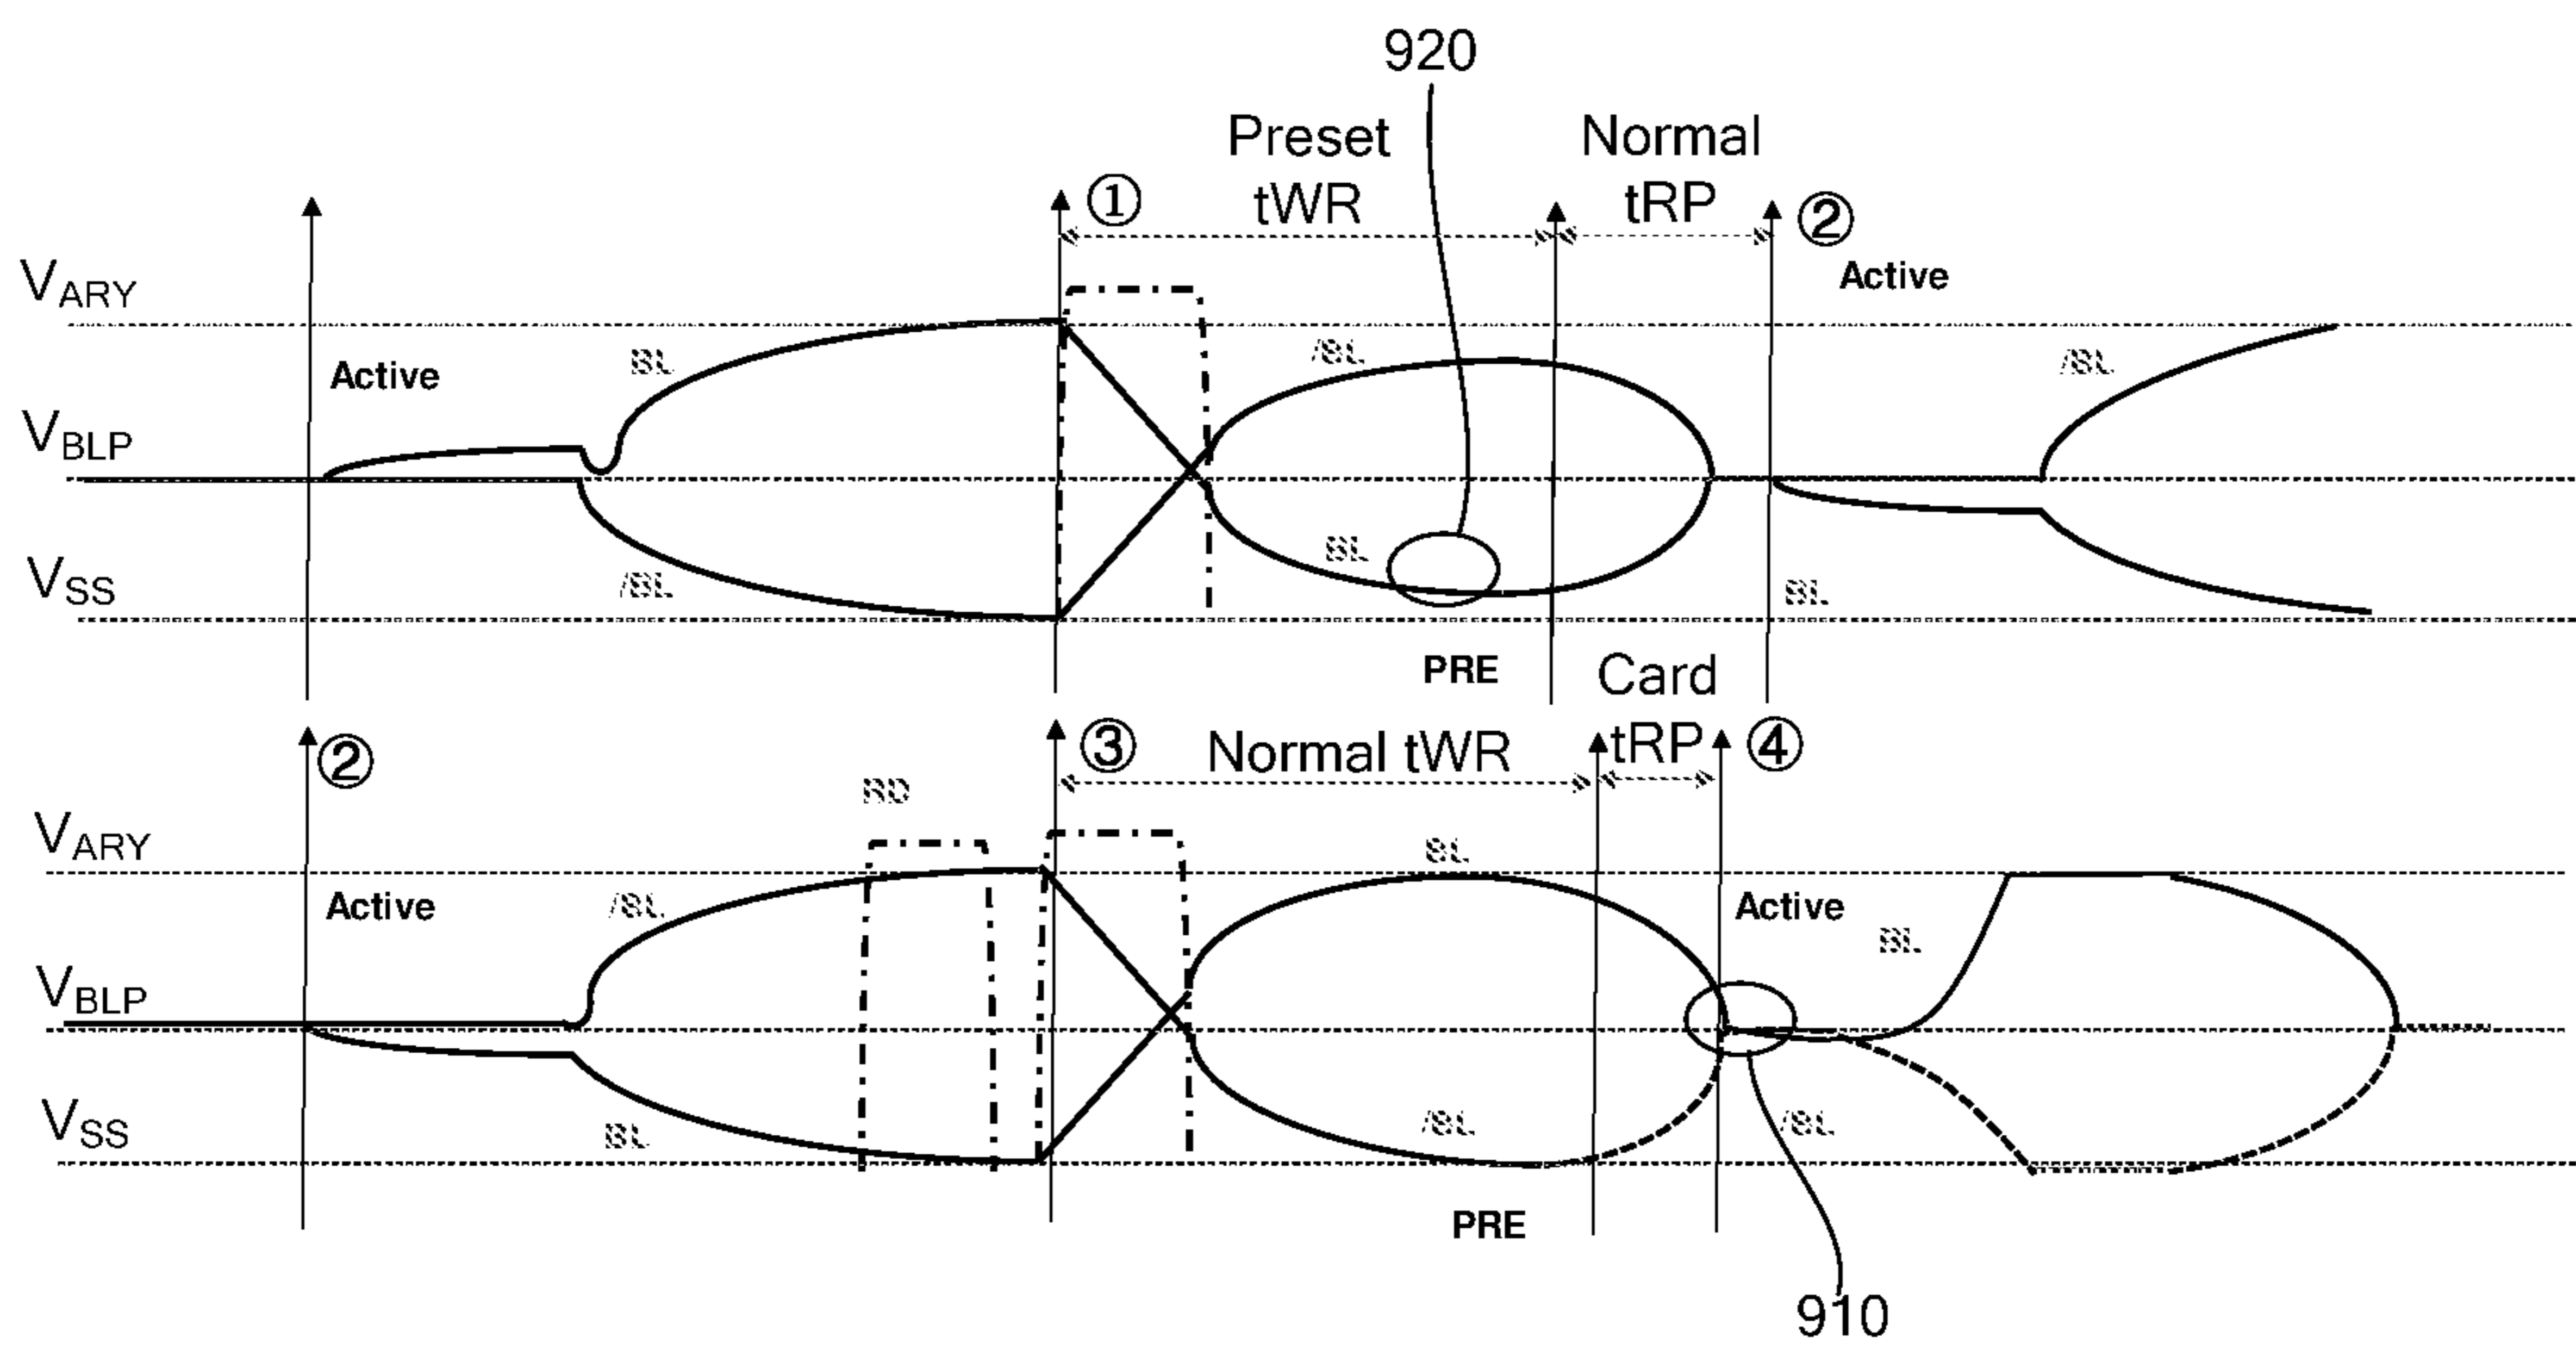 920
Preset
tWR
Normal
tRP
①
②
Active
VARY
BL
/BL
/BL
Active
VBLP
BL
VSS
/BL
BL
PRE
Card
tRP
②
③
Normal tWR
④
RD
VARY
BL
Active
/BL
Active
BL
VBLP
VSS
BL
/BL
/BL
PRE
910